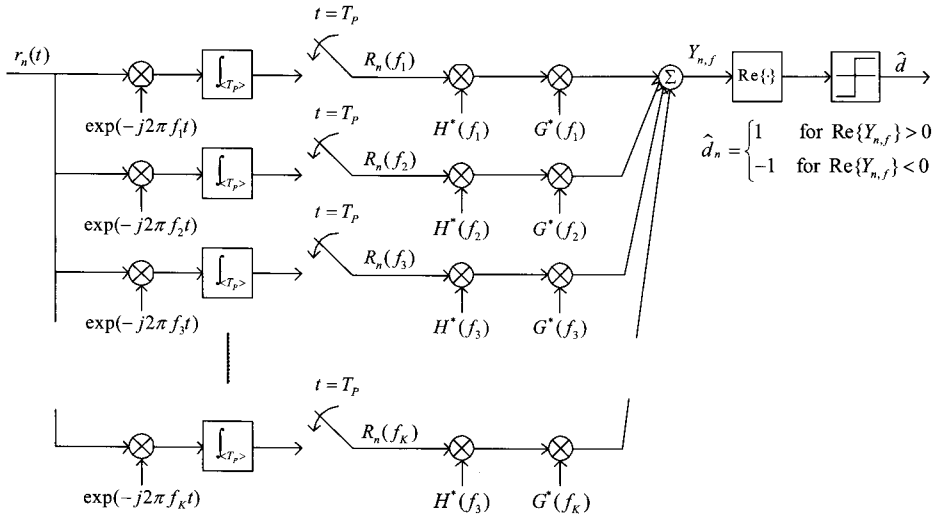 t = T_P
r_n(t)
∫_<T_P>
R_n(f_1)
Y_{n,f}
Σ
Re{·}
d̂
exp(−j2π f_1 t)
H*(f_1)
G*(f_1)
d̂_n = { 1 for Re{Y_{n,f}} > 0
−1 for Re{Y_{n,f}} < 0
t = T_P
∫_<T_P>
R_n(f_2)
exp(−j2π f_2 t)
H*(f_2)
G*(f_2)
t = T_P
∫_<T_P>
R_n(f_3)
exp(−j2π f_3 t)
H*(f_3)
G*(f_3)
t = T_P
∫_<T_P>
R_n(f_K)
exp(−j2π f_K t)
H*(f_3)
G*(f_K)